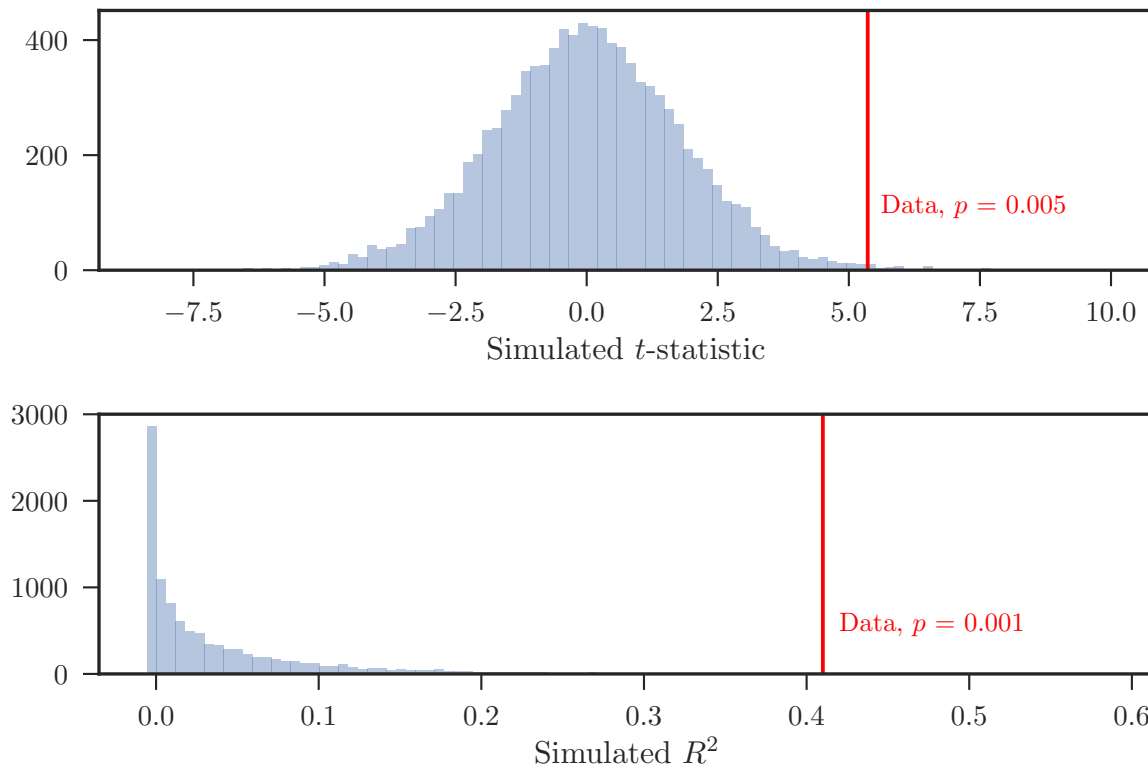 400
200
0
Data, p = 0.005
−7.5 −5.0 −2.5 0.0 2.5 5.0 7.5 10.0
Simulated t-statistic
3000
2000
1000
0
Data, p = 0.001
0.0 0.1 0.2 0.3 0.4 0.5 0.6
Simulated R²